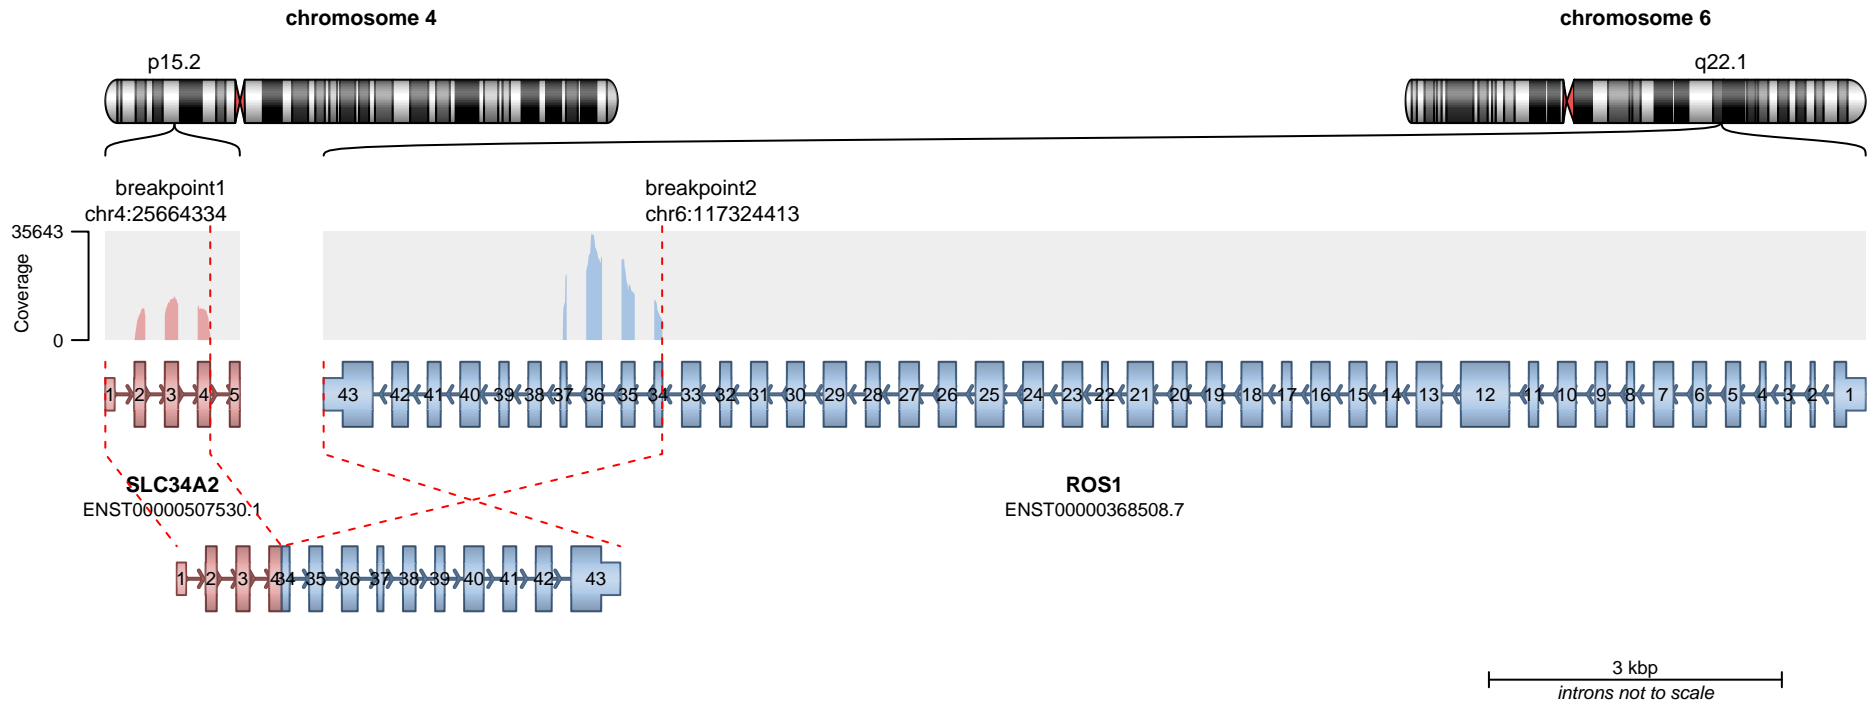 chromosome 4
chromosome 6
p15.2
q22.1
breakpoint1
chr4:25664334
breakpoint2
chr6:117324413
35643
Coverage
0
1 2 3 4 5
43 42 41 40 39 38 37 36 35 34 33 32 31 30 29 28 27 26 25 24 23 22 21 20 19 18 17 16 15 14 13 12 11 10 9 8 7 6 5 4 3 2 1
SLC34A2
ENST00000507530.1
ROS1
ENST00000368508.7
1 2 3 4 34 35 36 37 38 39 40 41 42 43
3 kbp
introns not to scale